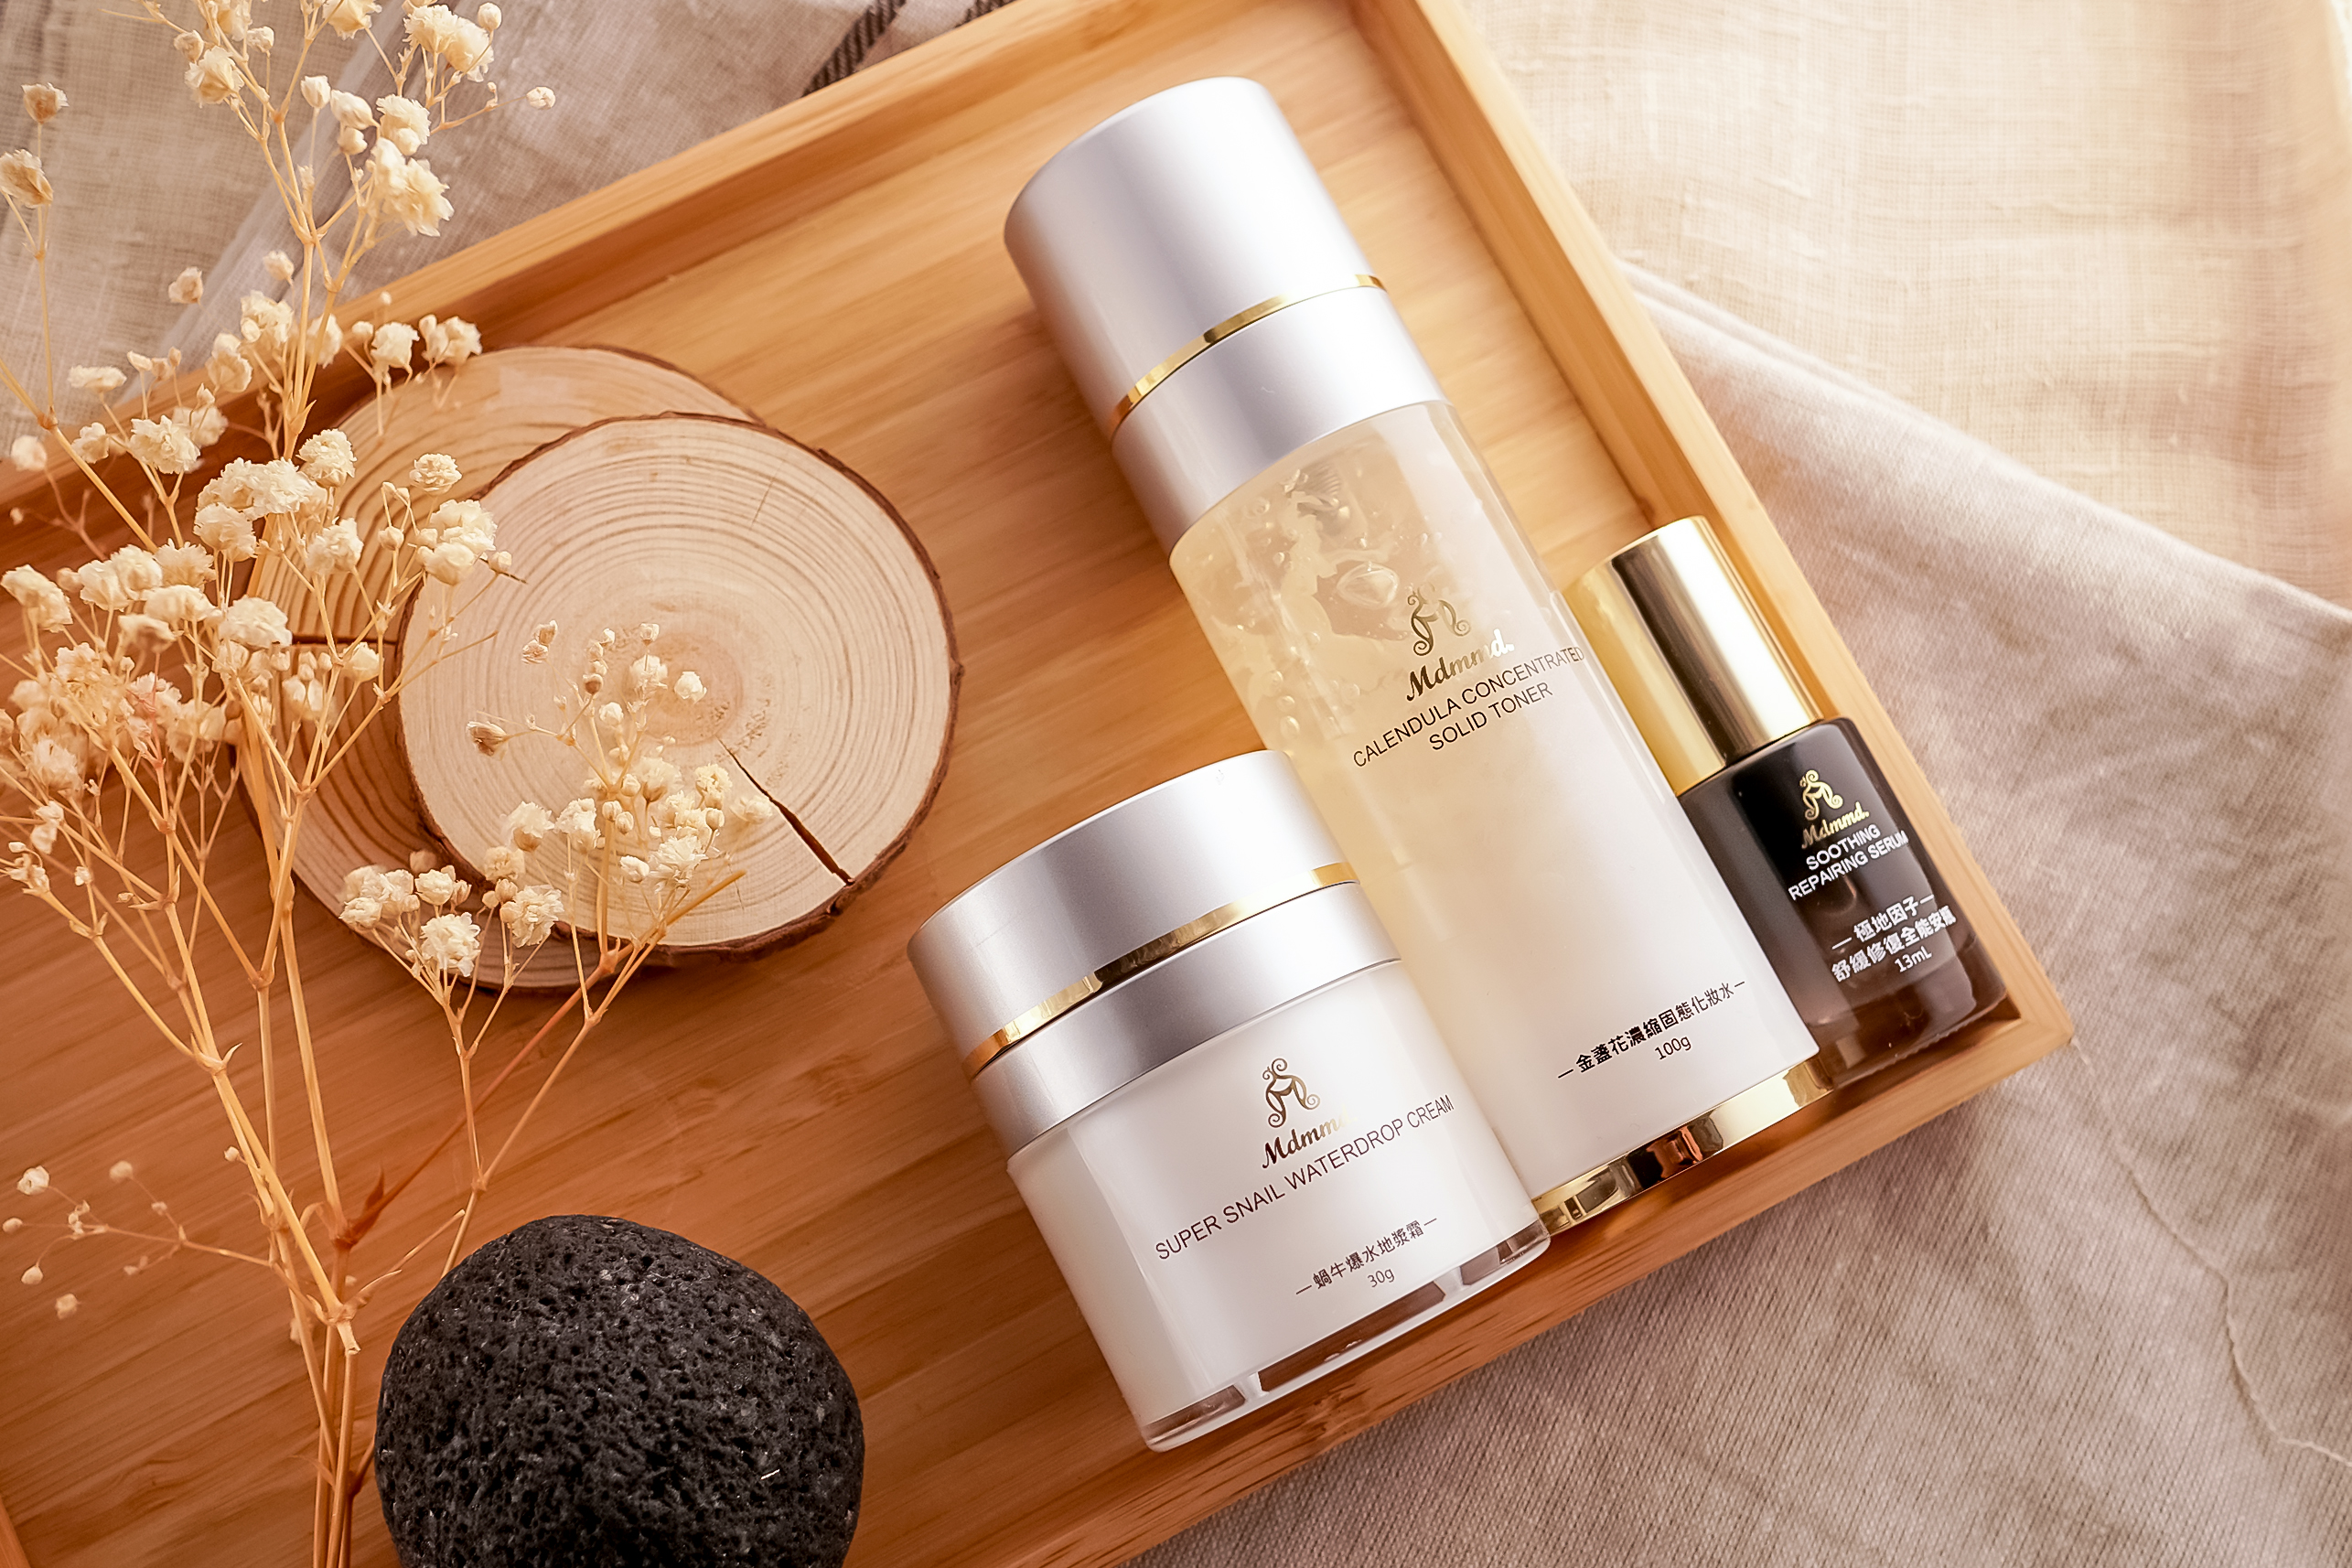 Mdmmd.
CALENDULA CONCENTRATED
SOLID TONER
— 金盞花濃縮固態化妝水 —
100g
Mdmmd.
SOOTHING
REPAIRING SERUM
— 極地因子 —
舒緩修復全能安瓶
13mL
Mdmmd.
SUPER SNAIL WATERDROP CREAM
— 蝸牛爆水地漿霜 —
30g